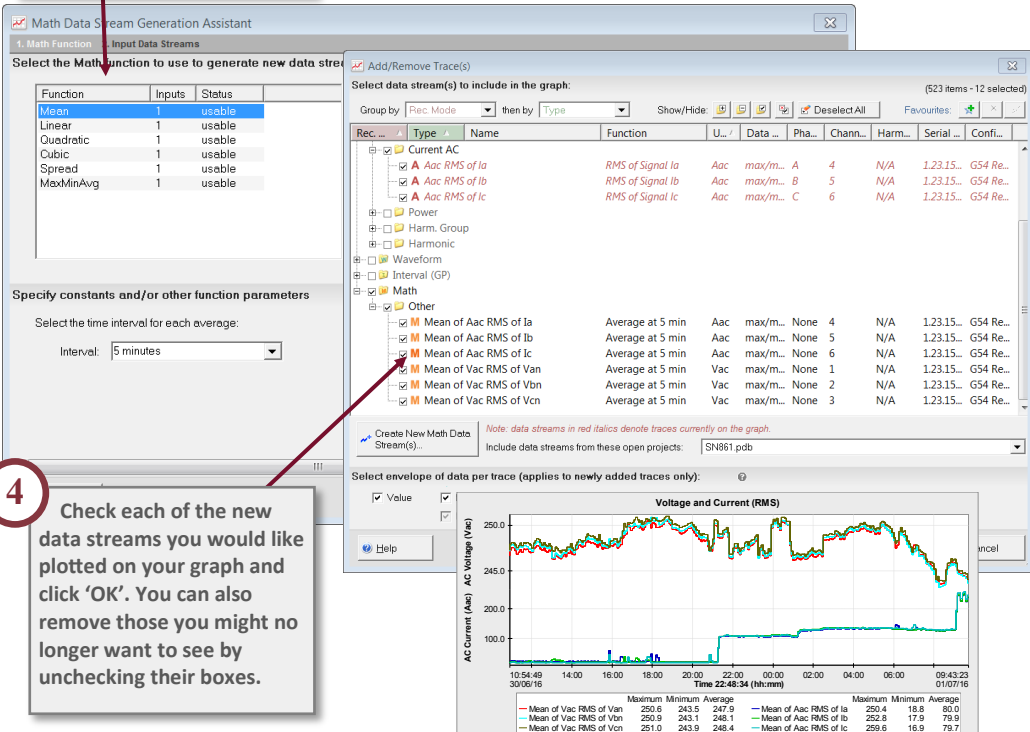 Math Data Stream Generation Assistant
1. Math Function 2. Input Data Streams
Select the Math function to use to generate new data stre
Function Inputs Status
Mean 1 usable
Linear 1 usable
Quadratic 1 usable
Cubic 1 usable
Spread 1 usable
MaxMinAvg 1 usable
Specify constants and/or other function parameters
Select the time interval for each average:
Interval: 5 minutes
Add/Remove Trace(s)
Select data stream(s) to include in the graph: (523 items - 12 selected)
Group by Rec. Mode then by Type Show/Hide: Deselect All Favourites:
Rec. ... Type Name Function U... Data ... Pha... Chann... Harm... Serial ... Confi...
Current AC
A Aac RMS of Ia RMS of Signal Ia Aac max/m... A 4 N/A 1.23.15... G54 Re...
A Aac RMS of Ib RMS of Signal Ib Aac max/m... B 5 N/A 1.23.15... G54 Re...
A Aac RMS of Ic RMS of Signal Ic Aac max/m... C 6 N/A 1.23.15... G54 Re...
Power
Harm. Group
Harmonic
Waveform
Interval (GP)
Math
Other
M Mean of Aac RMS of Ia Average at 5 min Aac max/m... None 4 N/A 1.23.15... G54 Re...
M Mean of Aac RMS of Ib Average at 5 min Aac max/m... None 5 N/A 1.23.15... G54 Re...
M Mean of Aac RMS of Ic Average at 5 min Aac max/m... None 6 N/A 1.23.15... G54 Re...
M Mean of Vac RMS of Van Average at 5 min Vac max/m... None 1 N/A 1.23.15... G54 Re...
M Mean of Vac RMS of Vbn Average at 5 min Vac max/m... None 2 N/A 1.23.15... G54 Re...
M Mean of Vac RMS of Vcn Average at 5 min Vac max/m... None 3 N/A 1.23.15... G54 Re...
Create New Math Data
Stream(s)...
Note: data streams in red italics denote traces currently on the graph.
Include data streams from these open projects: SN861.pdb
Select envelope of data per trace (applies to newly added traces only):
Value
Help
ancel
4
Check each of the new
data streams you would like
plotted on your graph and
click 'OK'. You can also
remove those you might no
longer want to see by
unchecking their boxes.
Voltage and Current (RMS)
AC Voltage (Vac)
250.0
245.0
AC Current (Aac)
200.0
100.0
10:54:49 14:00 16:00 18:00 20:00 22:00 00:00 02:00 04:00 06:00 09:43:23
30/06/16 Time 22:48:34 (hh:mm) 01/07/16
Maximum Minimum Average Maximum Minimum Average
Mean of Vac RMS of Van 250.6 243.5 247.9 Mean of Aac RMS of Ia 250.4 18.8 80.0
Mean of Vac RMS of Vbn 250.9 243.1 248.1 Mean of Aac RMS of Ib 252.8 17.9 79.9
Mean of Vac RMS of Vcn 251.0 243.9 248.4 Mean of Aac RMS of Ic 259.6 16.9 79.7